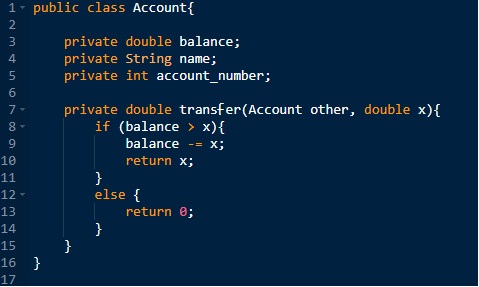 1 public class Account{
2
3     private double balance;
4     private String name;
5     private int account_number;
6
7     private double transfer(Account other, double x){
8         if (balance > x){
9             balance -= x;
10             return x;
11         }
12         else {
13             return 0;
14         }
15     }
16 }
17